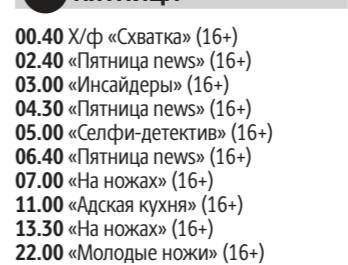 00.40 Х/ф «Схватка» (16+)
02.40 «Пятница news» (16+)
03.00 «Инсайдеры» (16+)
04.30 «Пятница news» (16+)
05.00 «Селфи-детектив» (16+)
06.40 «Пятница news» (16+)
07.00 «На ножах» (16+)
11.00 «Адская кухня» (16+)
13.30 «На ножах» (16+)
22.00 «Молодые ножи» (16+)